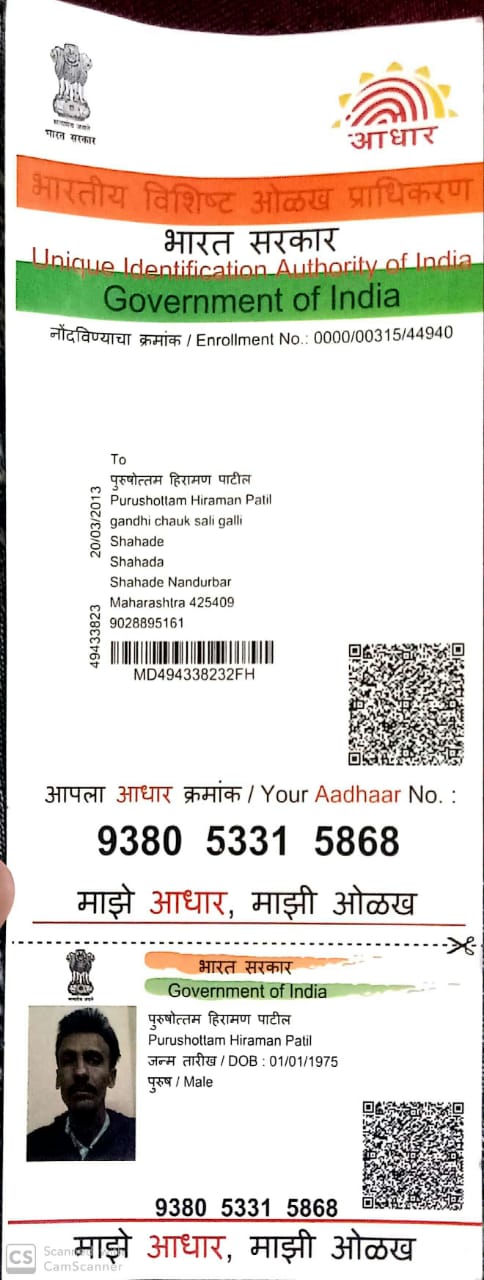 सत्यमेव जयते
भारत सरकार
आधार
भारतीय विशिष्ट ओळख प्राधिकरण
भारत सरकार
Unique Identification Authority of India
Government of India
नोंदविण्याचा क्रमांक / Enrollment No.: 0000/00315/44940
To
पुरुषोत्तम हिरामण पाटील
Purushottam Hiraman Patil
gandhi chauk sali galli
Shahade
Shahada
Shahade Nandurbar
Maharashtra 425409
9028895161
49433823 20/03/2013
MD494338232FH
आपला आधार क्रमांक / Your Aadhaar No. :
9380 5331 5868
माझे आधार, माझी ओळख
भारत सरकार
Government of India
पुरुषोत्तम हिरामण पाटील
Purushottam Hiraman Patil
जन्म तारीख / DOB : 01/01/1975
पुरुष / Male
9380 5331 5868
माझे आधार, माझी ओळख
CS Scanned with
CamScanner